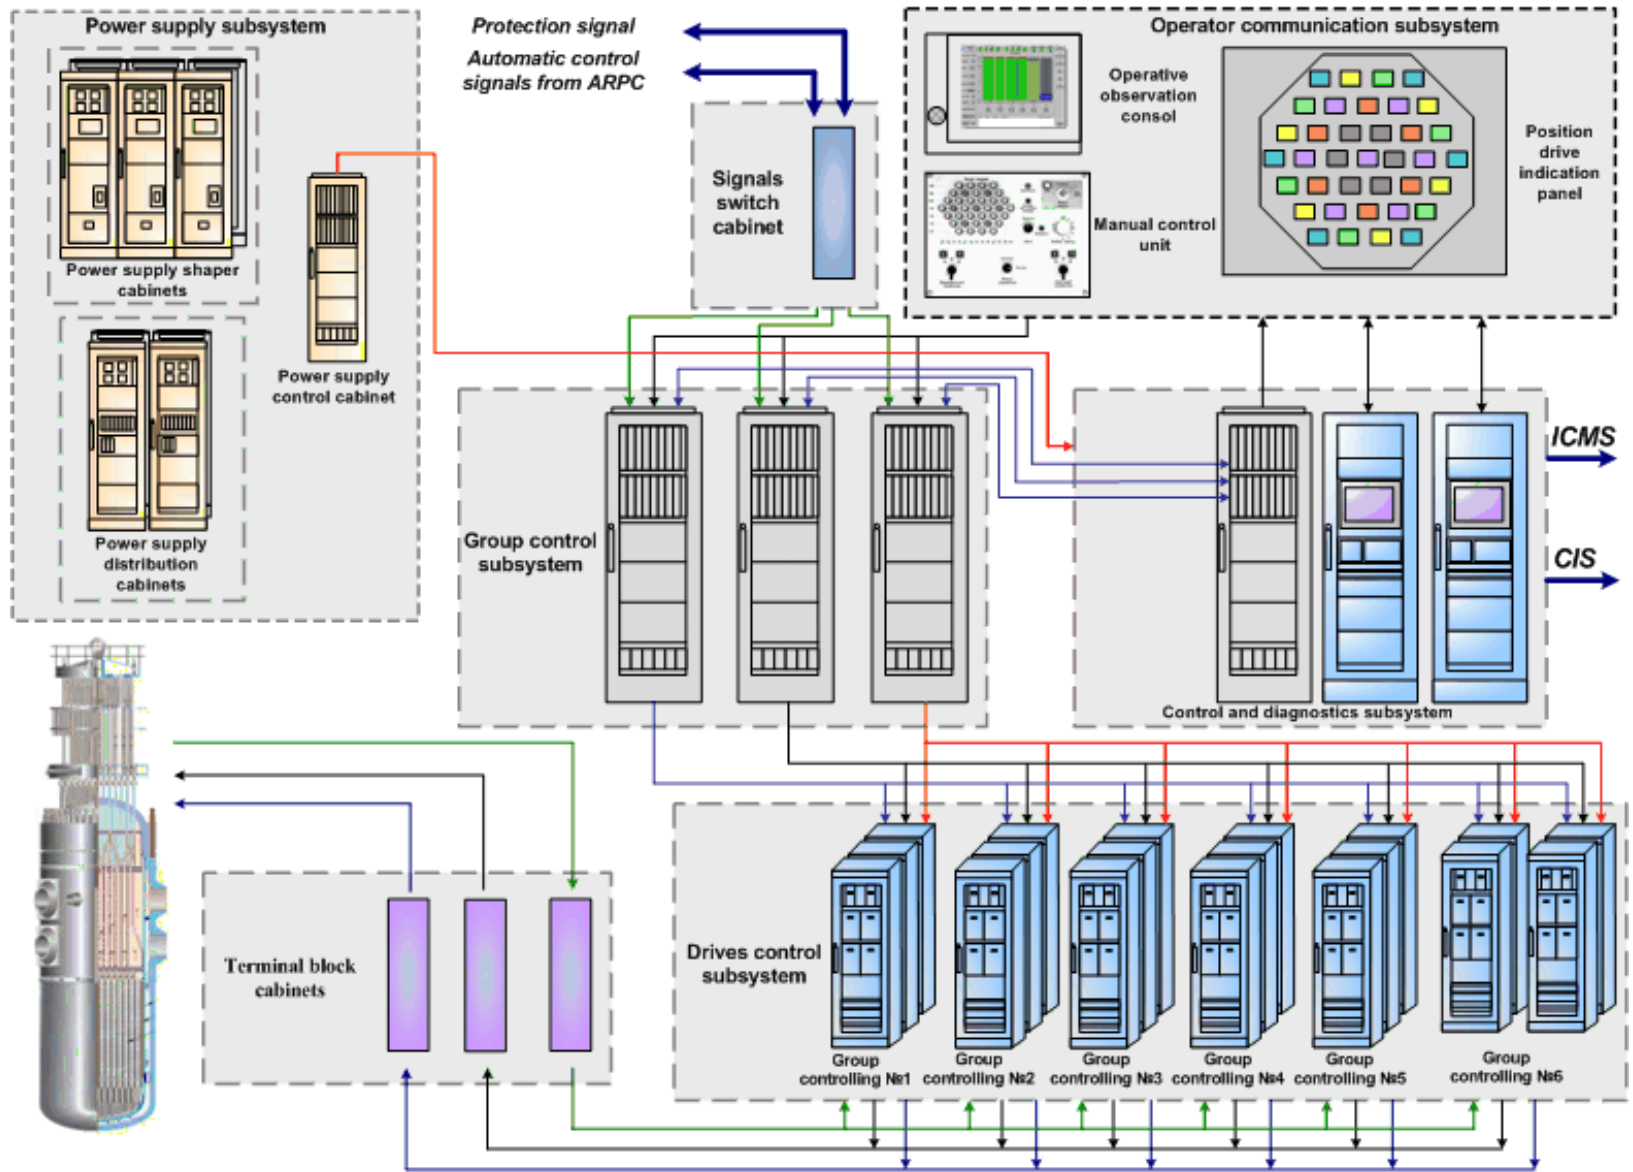 Power supply subsystem
Power supply shaper
cabinets
Power supply
control cabinet
Power supply
distribution
cabinets
Protection signal
Automatic control
signals from ARPC
Signals
switch
cabinet
Operator communication subsystem
Operative
observation
consol
Manual control
unit
Position
drive
indication
panel
Group control
subsystem
Control and diagnostics subsystem
ICMS
CIS
Terminal block
cabinets
Drives control
subsystem
Group
controlling №1
Group
controlling №2
Group
controlling №3
Group
controlling №4
Group
controlling №5
Group
controlling №6